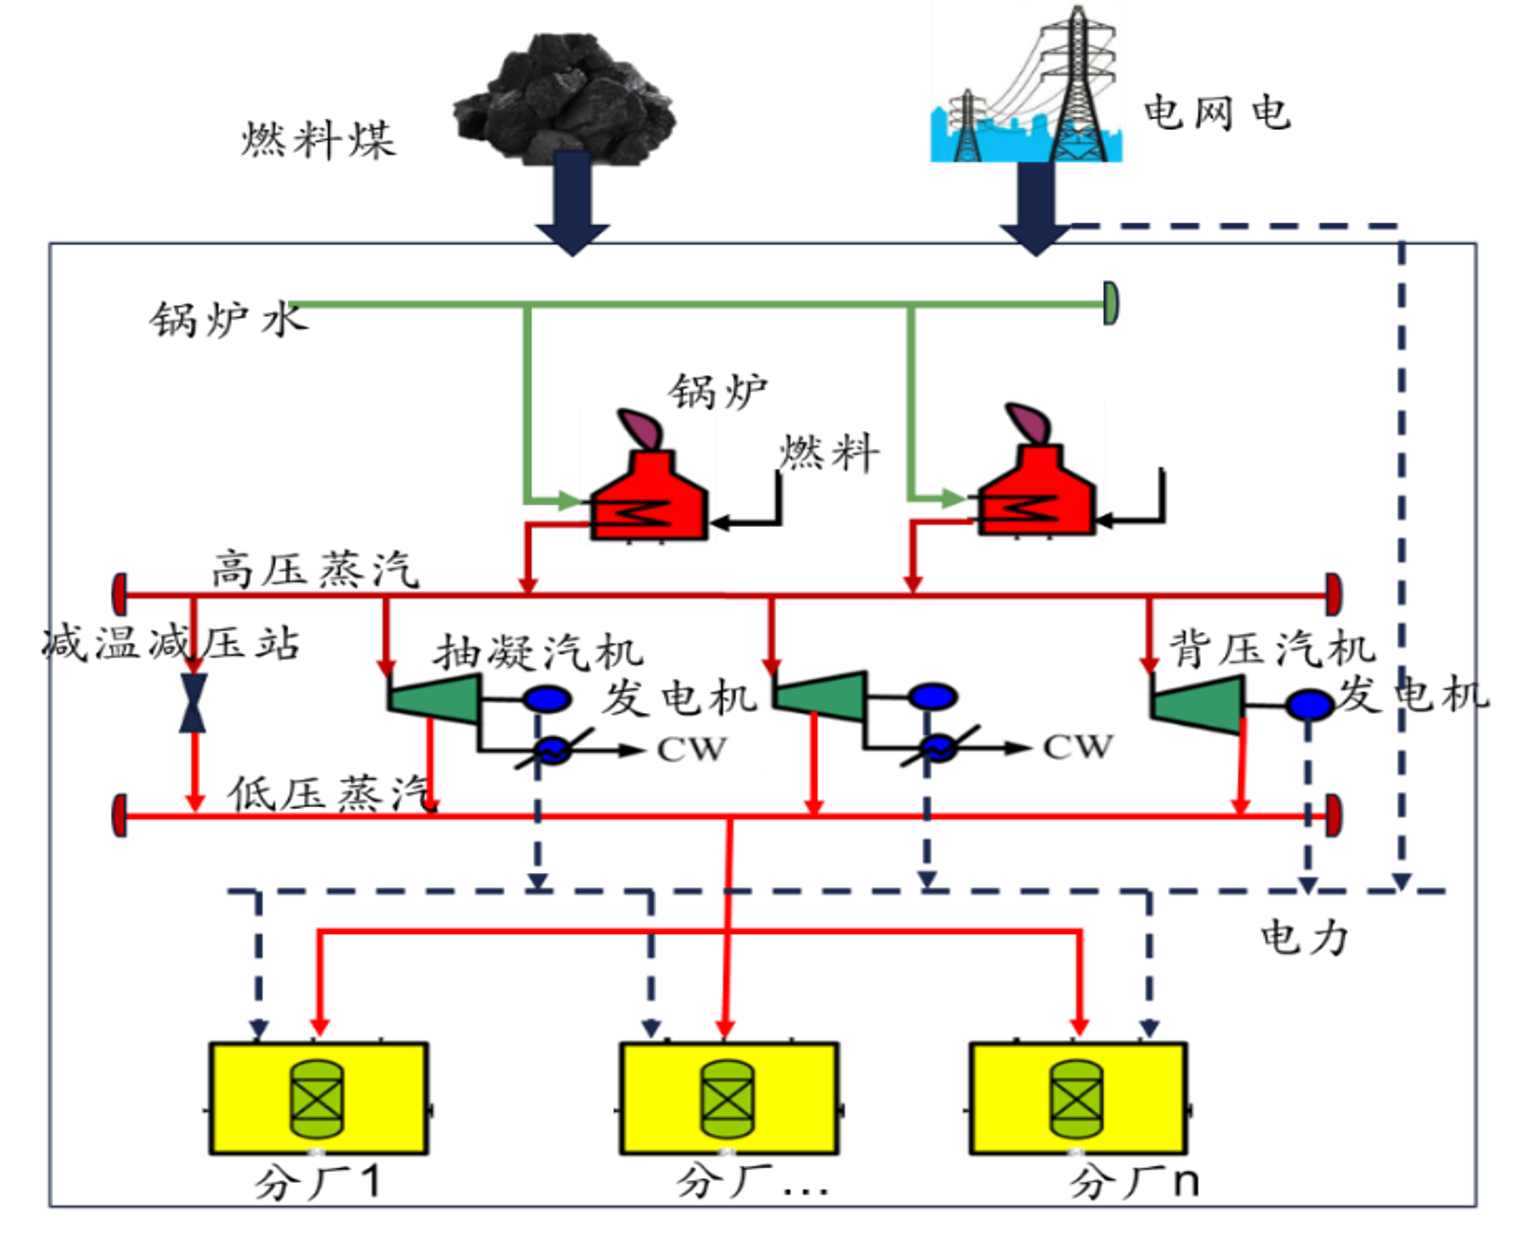 燃料煤
电网电
锅炉水
锅炉
燃料
高压蒸汽
减温减压站
抽凝汽机
背压汽机
发电机
发电机
CW
CW
低压蒸汽
电力
分厂1
分厂...
分厂n